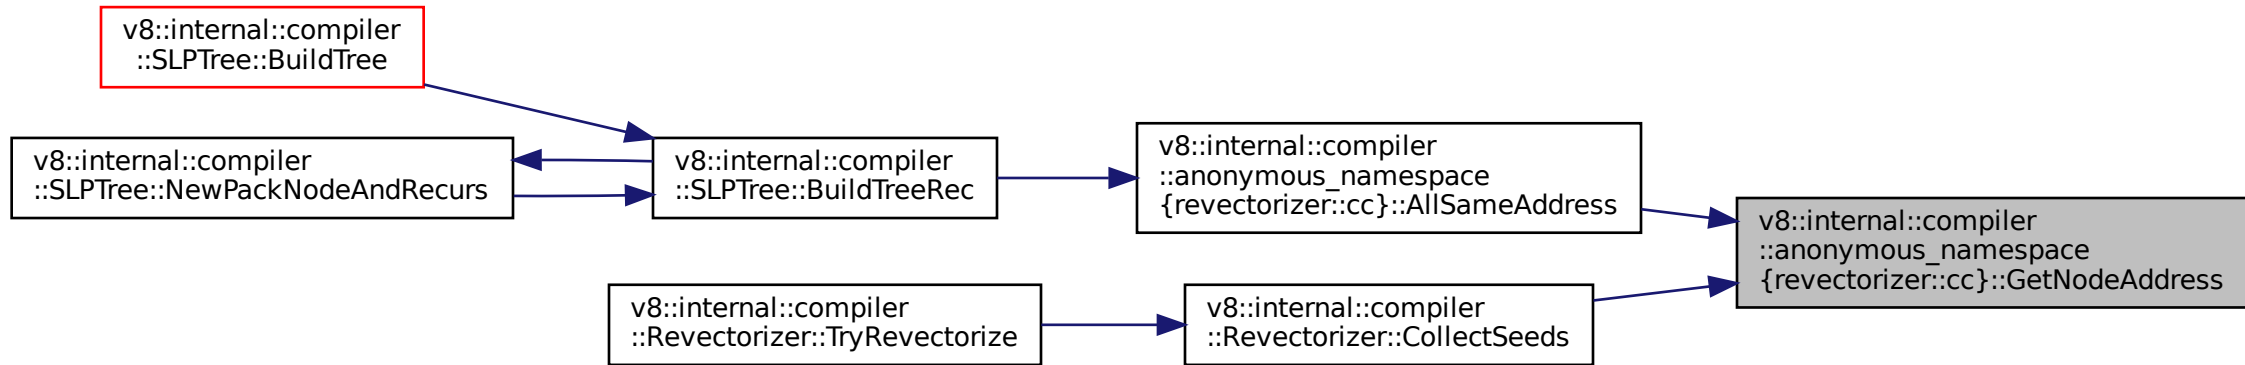 v8::internal::compiler
::SLPTree::BuildTree
v8::internal::compiler
::SLPTree::NewPackNodeAndRecurs
v8::internal::compiler
::SLPTree::BuildTreeRec
v8::internal::compiler
::anonymous_namespace
{revectorizer::cc}::AllSameAddress
v8::internal::compiler
::anonymous_namespace
{revectorizer::cc}::GetNodeAddress
v8::internal::compiler
::Revectorizer::TryRevectorize
v8::internal::compiler
::Revectorizer::CollectSeeds